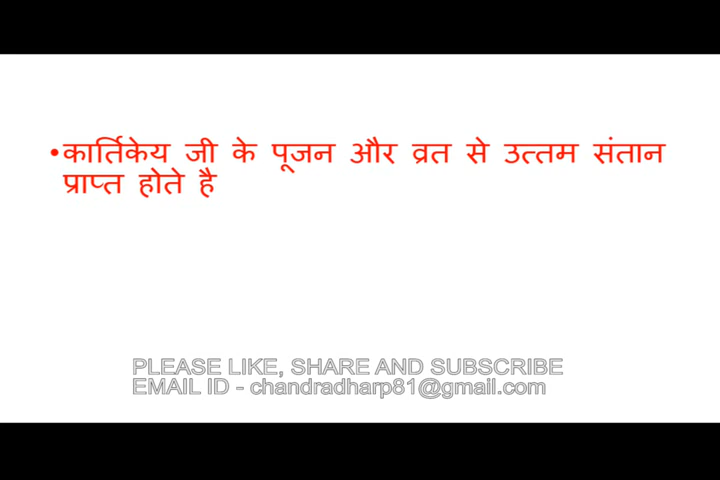 •कार्तिकेय जी के पूजन और व्रत से उत्तम संतान
प्राप्त होते है
PLEASE LIKE, SHARE AND SUBSCRIBE
EMAIL ID - chandradharp81@gmail.com